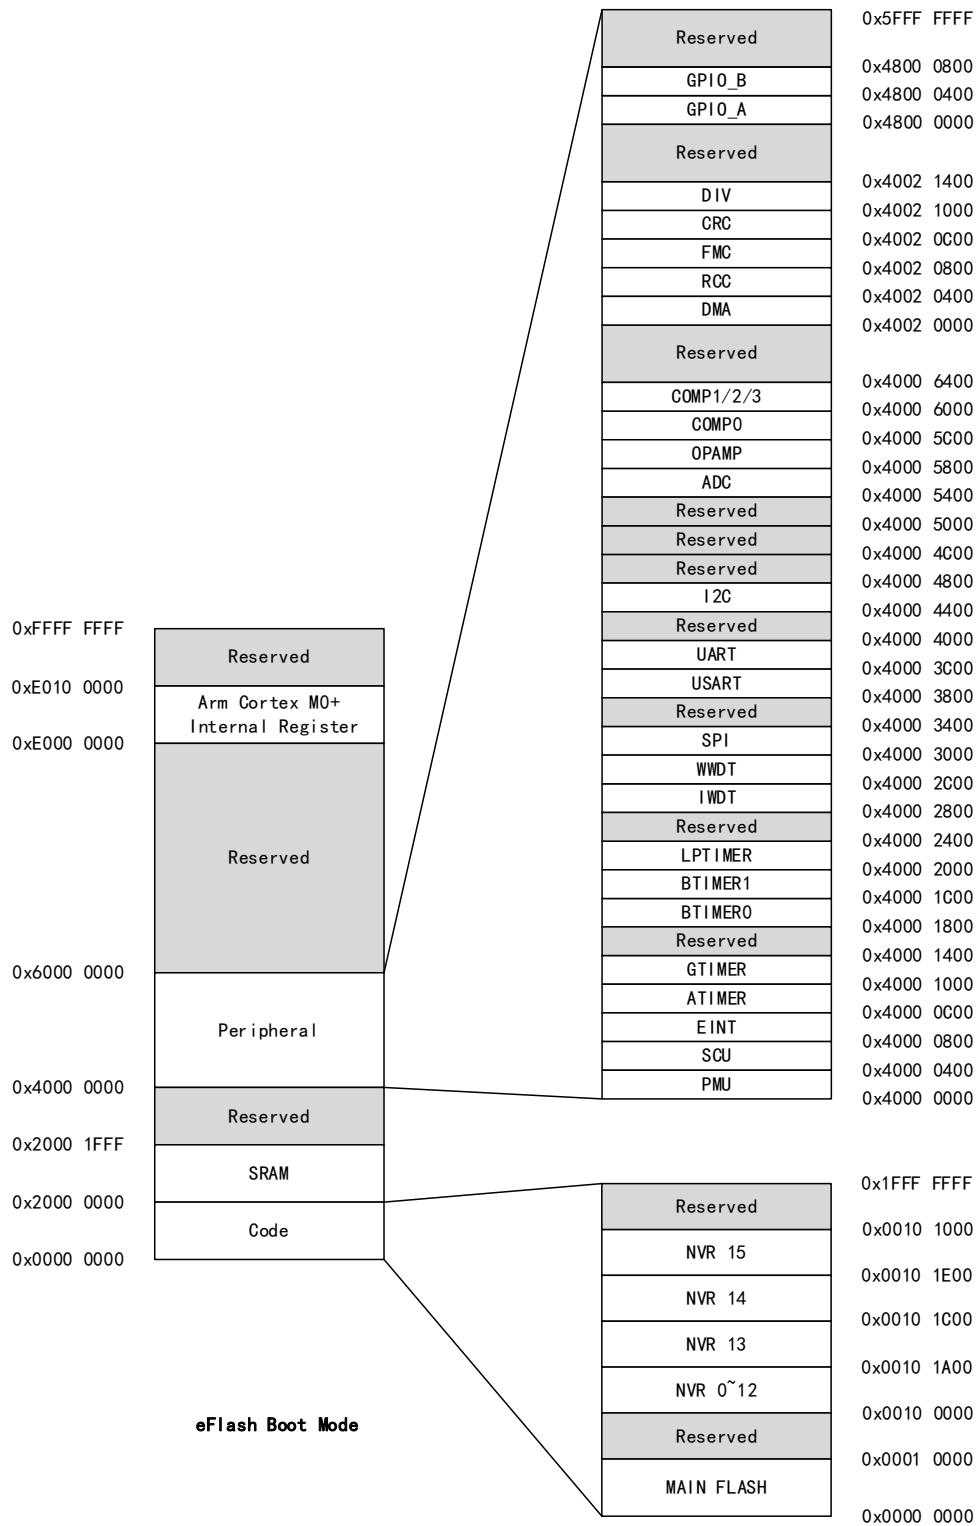 0x5FFF FFFF
Reserved
0x4800 0800
GPIO_B
0x4800 0400
GPIO_A
0x4800 0000
Reserved
0x4002 1400
DIV
0x4002 1000
CRC
0x4002 0C00
FMC
0x4002 0800
RCC
0x4002 0400
DMA
0x4002 0000
Reserved
0x4000 6400
COMP1/2/3
0x4000 6000
COMP0
0x4000 5C00
OPAMP
0x4000 5800
ADC
0x4000 5400
Reserved
0x4000 5000
Reserved
0x4000 4C00
Reserved
0x4000 4800
I2C
0x4000 4400
Reserved
0x4000 4000
UART
0x4000 3C00
USART
0x4000 3800
Reserved
0x4000 3400
SPI
0x4000 3000
WWDT
0x4000 2C00
IWDT
0x4000 2800
Reserved
0x4000 2400
LPTIMER
0x4000 2000
BTIMER1
0x4000 1C00
BTIMER0
0x4000 1800
Reserved
0x4000 1400
GTIMER
0x4000 1000
ATIMER
0x4000 0C00
EINT
0x4000 0800
SCU
0x4000 0400
PMU
0x4000 0000
0xFFFF FFFF
Reserved
0xE010 0000
Arm Cortex M0+
Internal Register
0xE000 0000
Reserved
0x6000 0000
Peripheral
0x4000 0000
Reserved
0x2000 1FFF
SRAM
0x2000 0000
Code
0x0000 0000
0x1FFF FFFF
Reserved
0x0010 1000
NVR 15
0x0010 1E00
NVR 14
0x0010 1C00
NVR 13
0x0010 1A00
NVR 0~12
0x0010 0000
Reserved
0x0001 0000
MAIN FLASH
0x0000 0000
eFlash Boot Mode